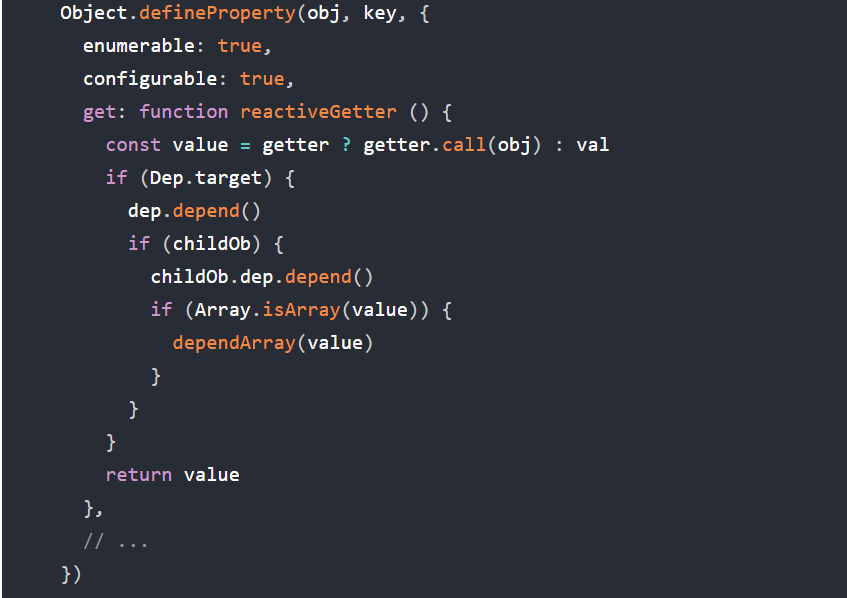 Object.defineProperty(obj, key, {
enumerable: true,
configurable: true,
get: function reactiveGetter () {
const value = getter ? getter.call(obj) : val
if (Dep.target) {
dep.depend()
if (childOb) {
childOb.dep.depend()
if (Array.isArray(value)) {
dependArray(value)
}
}
}
return value
},
// ...
})